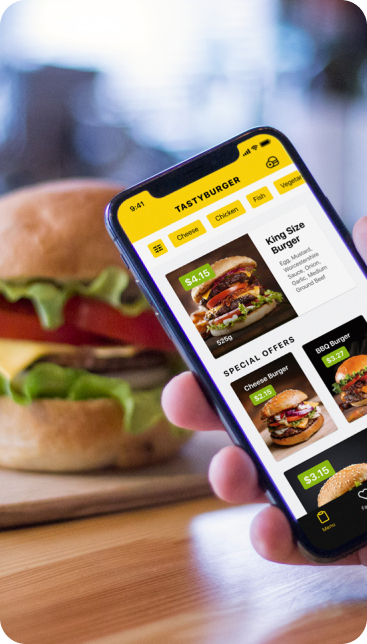 9:41
TASTYBURGER
Cheese
Chicken
Fish
$4.15
525g
King Size
Burger
Egg, Mustard,
Worcestershire
Sauce, Onion,
Garlic, Medium
Ground Beef
SPECIAL OFFERS
Cheese Burger
$2.15
BBQ Burger
$3.27
$3.15
Menu